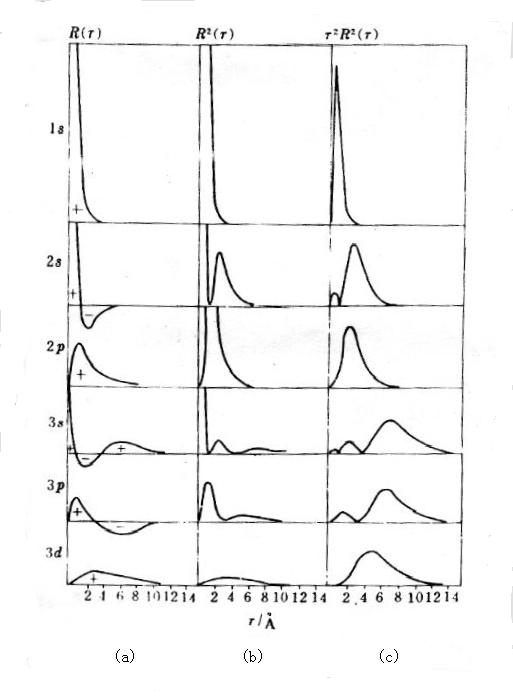 R(r) R²(r) r²R²(r)
1s
+
2s
+ −
2p
+
3s
+ − +
3p
+ −
3d
+
2 4 6 8 10 12 14 2 4 6 8 10 12 14 2 4 6 8 10 12 14
r/Å
(a) (b) (c)